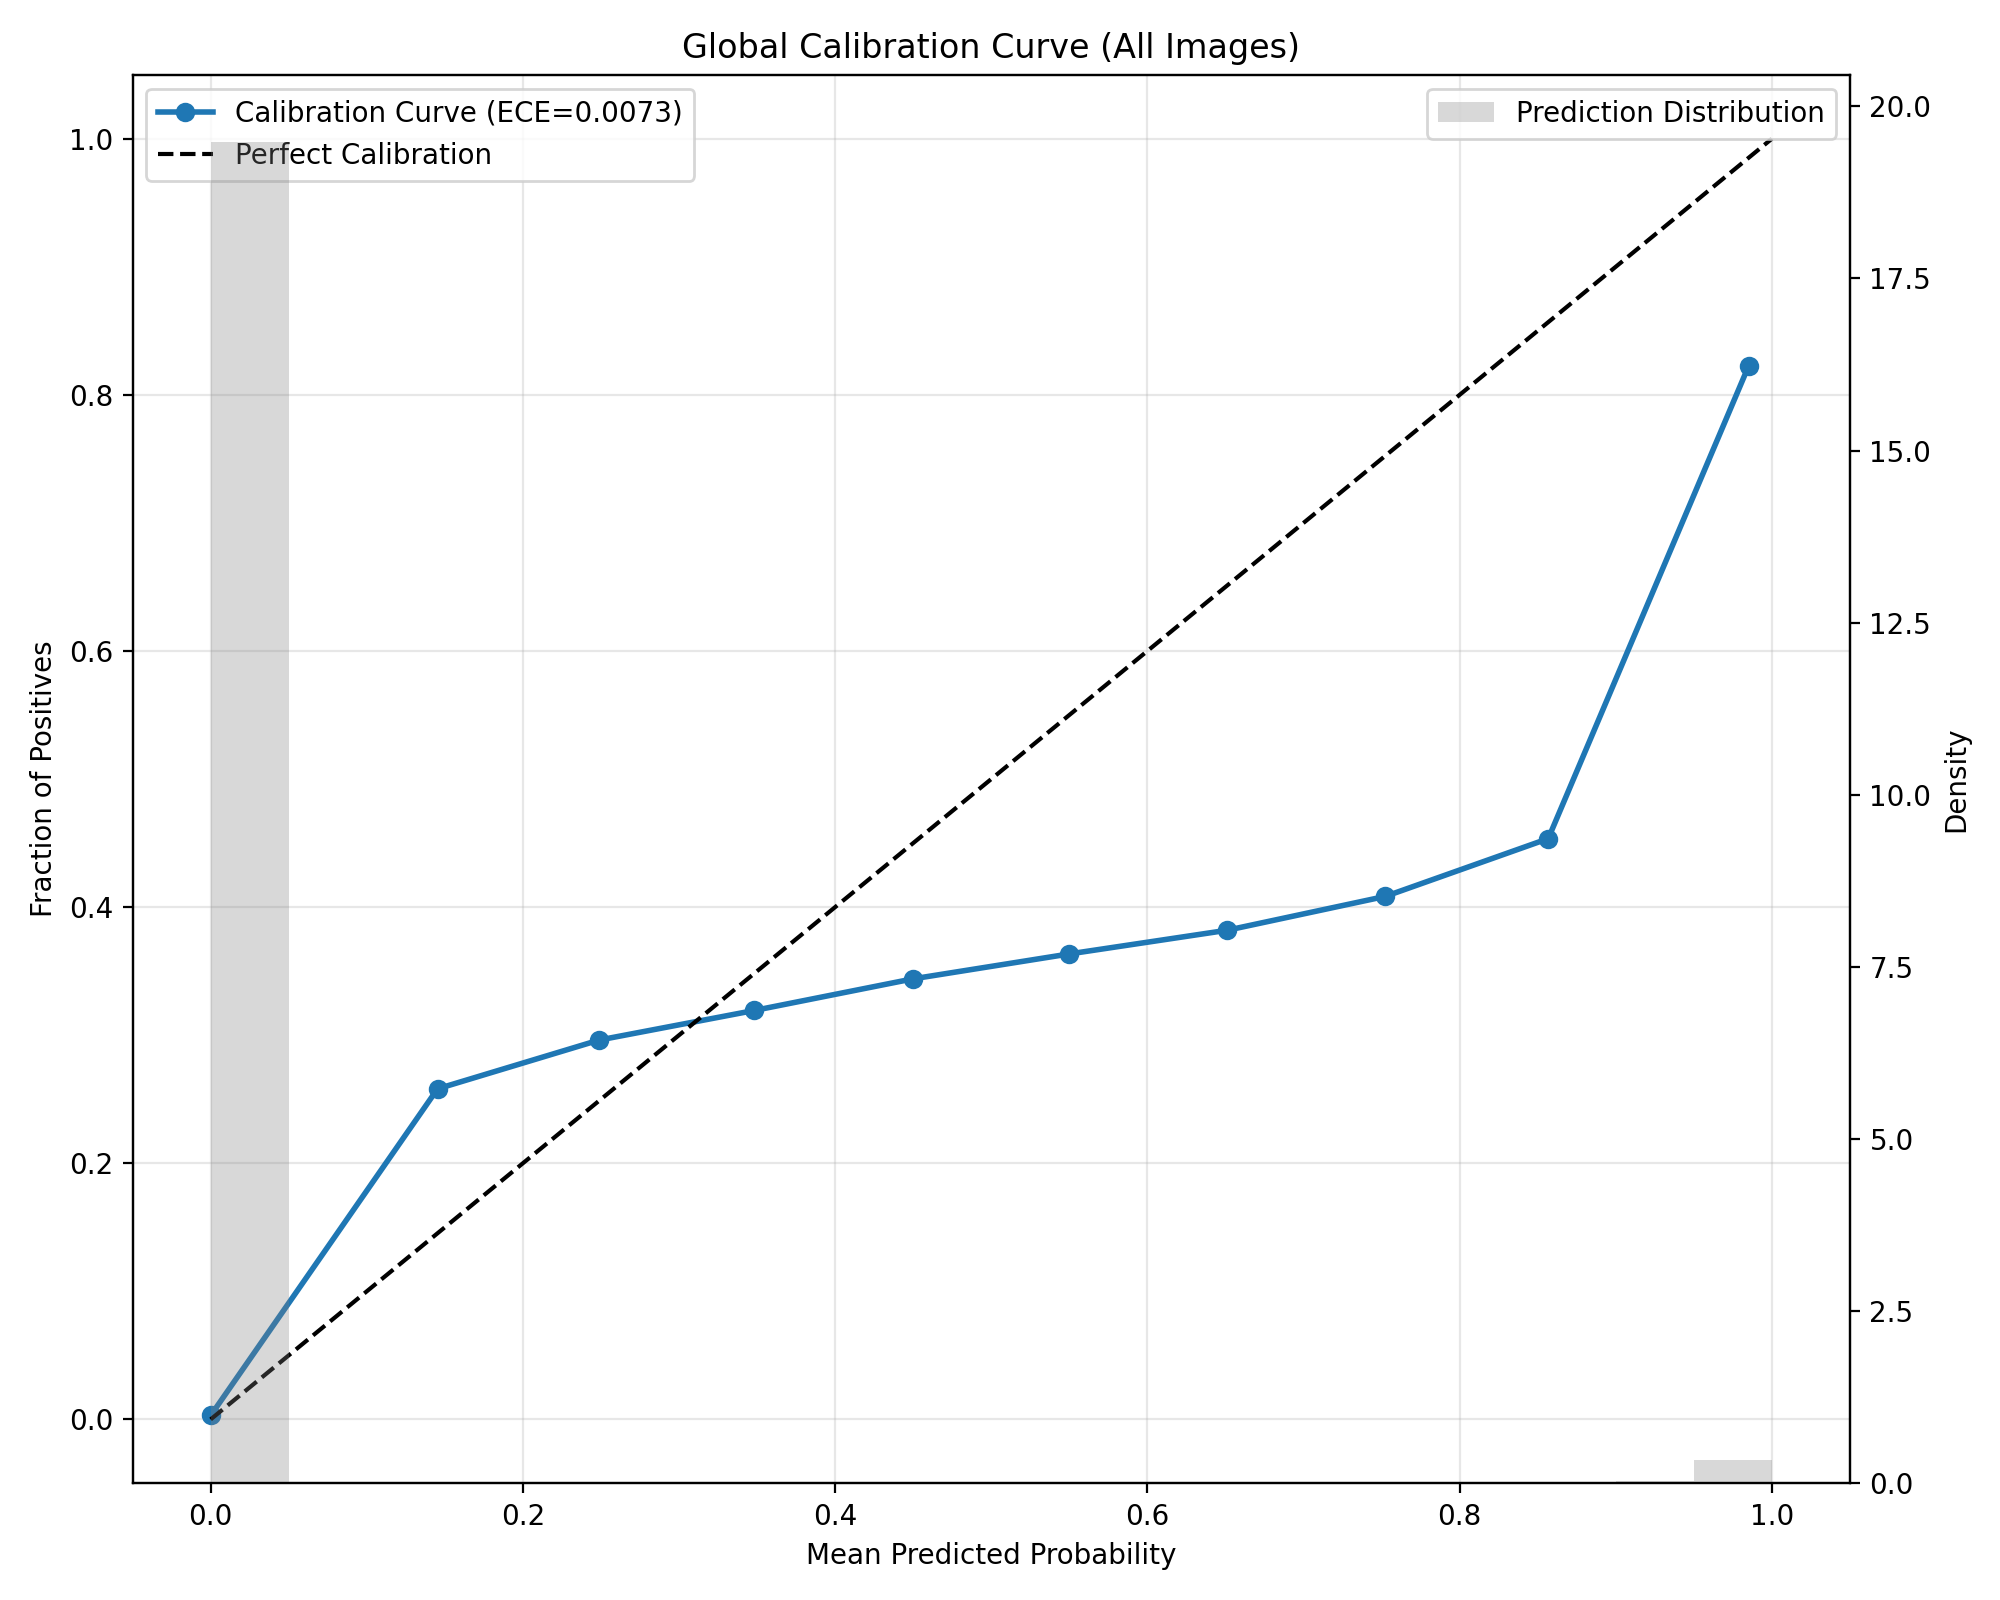 Global Calibration Curve (All Images)
Calibration Curve (ECE=0.0073)
Perfect Calibration
Prediction Distribution
1.0
0.8
0.6
0.4
0.2
0.0
Fraction of Positives
20.0
17.5
15.0
12.5
10.0
7.5
5.0
2.5
0.0
Density
0.0 0.2 0.4 0.6 0.8 1.0
Mean Predicted Probability